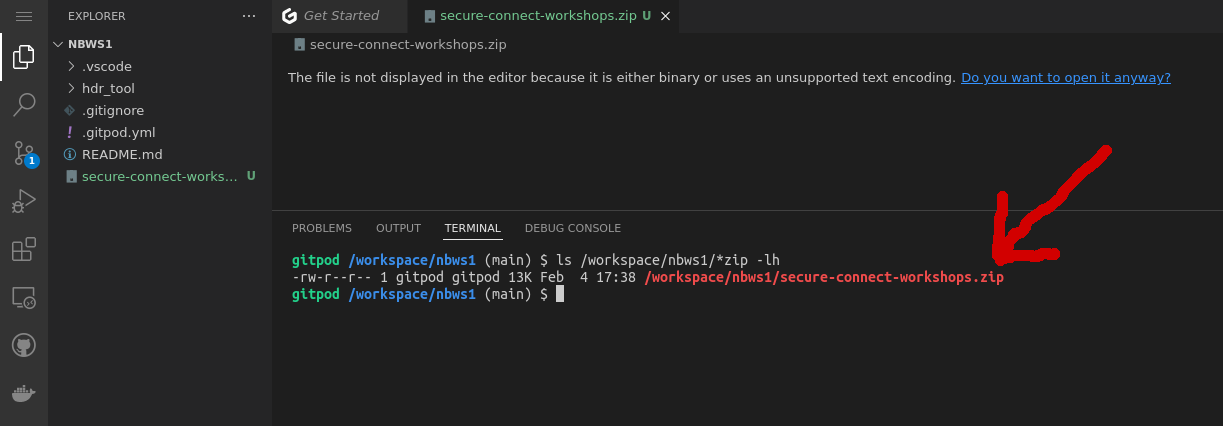 EXPLORER
NBWS1
.vscode
hdr_tool
.gitignore
! .gitpod.yml
README.md
secure-connect-works... U
1
Get Started
secure-connect-workshops.zip U
secure-connect-workshops.zip
The file is not displayed in the editor because it is either binary or uses an unsupported text encoding. Do you want to open it anyway?
PROBLEMS OUTPUT TERMINAL DEBUG CONSOLE
gitpod /workspace/nbws1 (main) $ ls /workspace/nbws1/*zip -lh
-rw-r--r-- 1 gitpod gitpod 13K Feb  4 17:38 /workspace/nbws1/secure-connect-workshops.zip
gitpod /workspace/nbws1 (main) $